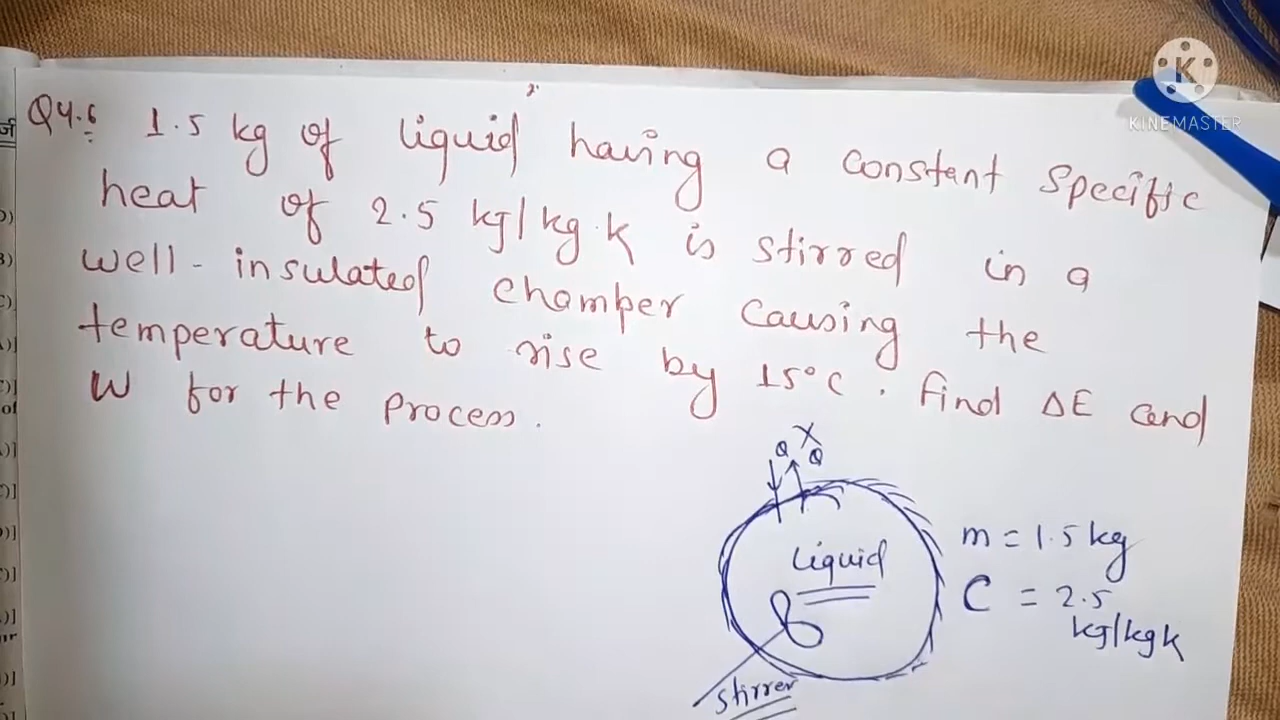 Q4.6 1.5 kg of liquid having a constant specific
heat of 2.5 kJ/kg.K is stirred in a
well-insulated chamber causing the
temperature to rise by 15°C. Find ΔE and
W for the process.
Q X Q
Liquid
stirrer
m = 1.5 kg
C = 2.5
kJ/kgK
K
KINEMASTER